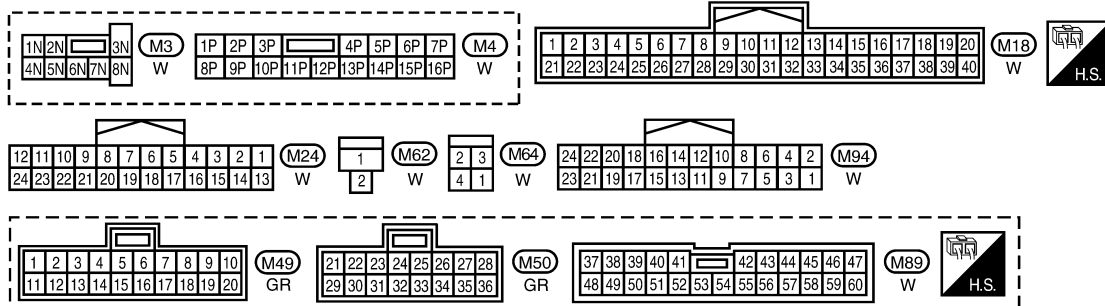 1N 2N 3N M3 1P 2P 3P 4P 5P 6P 7P M4 1 2 3 4 5 6 7 8 9 10 11 12 13 14 15 16 17 18 19 20 M18
4N 5N 6N 7N 8N W 8P 9P 10P 11P 12P 13P 14P 15P 16P W 21 22 23 24 25 26 27 28 29 30 31 32 33 34 35 36 37 38 39 40 W H.S.
12 11 10 9 8 7 6 5 4 3 2 1 M24 1 M62 2 3 M64 24 22 20 18 16 14 12 10 8 6 4 2 M94
24 23 22 21 20 19 18 17 16 15 14 13 W 2 W 4 1 W 23 21 19 17 15 13 11 9 7 5 3 1 W
1 2 3 4 5 6 7 8 9 10 M49 21 22 23 24 25 26 27 28 M50 37 38 39 40 41 42 43 44 45 46 47 M89
11 12 13 14 15 16 17 18 19 20 GR 29 30 31 32 33 34 35 36 GR 48 49 50 51 52 53 54 55 56 57 58 59 60 W H.S.